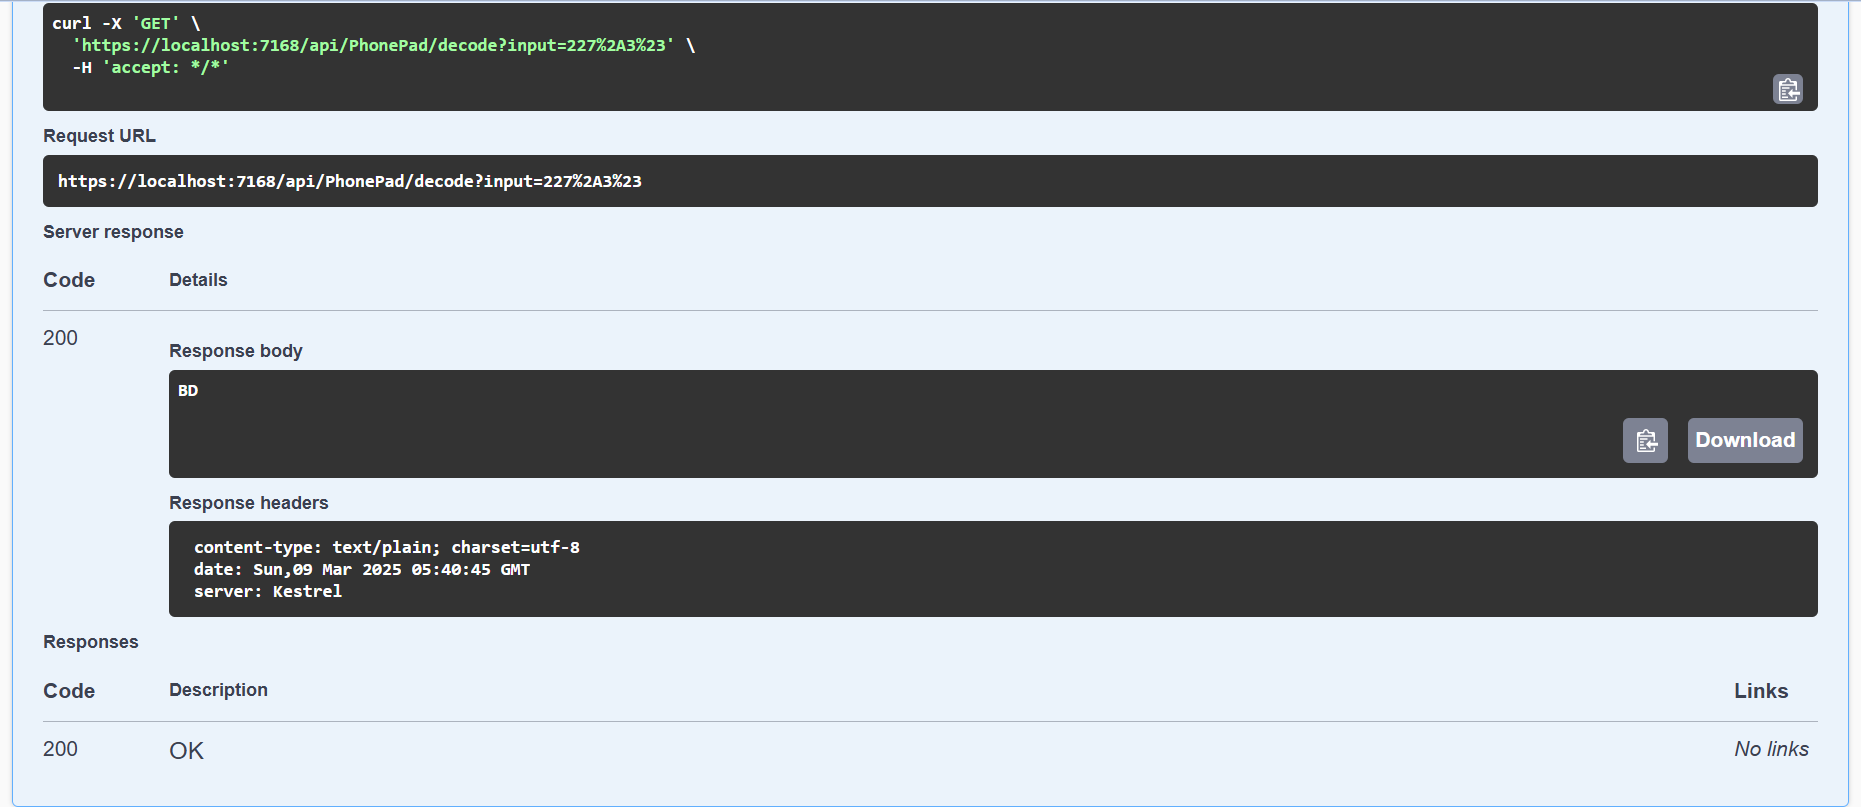 curl -X 'GET' \
  'https://localhost:7168/api/PhonePad/decode?input=227%2A3%23' \
  -H 'accept: */*'
Request URL
https://localhost:7168/api/PhonePad/decode?input=227%2A3%23
Server response
Code Details
200
Response body
BD
Download
Response headers
content-type: text/plain; charset=utf-8
date: Sun,09 Mar 2025 05:40:45 GMT
server: Kestrel
Responses
Code Description Links
200 OK No links